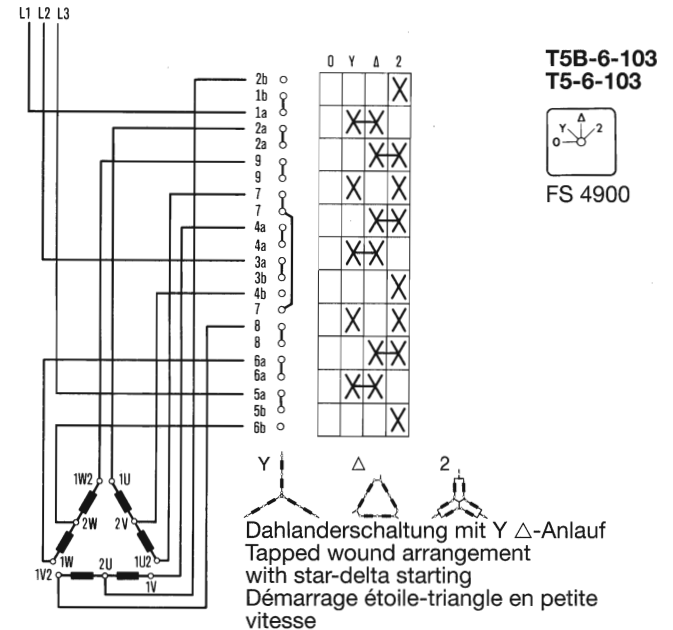 L1 L2 L3
0 Y Δ 2
2b
1b
1a
2a
2a
9
9
7
7
4a
4a
3a
3b
4b
7
8
8
6a
6a
5a
5b
6b
T5B-6-103
T5-6-103
0 Y Δ 2
FS 4900
1W2 1U
2W 2V
1W 1U2
1V2 2U 1V
Y Δ 2
Dahlanderschaltung mit Y △-Anlauf
Tapped wound arrangement
with star-delta starting
Démarrage étoile-triangle en petite
vitesse